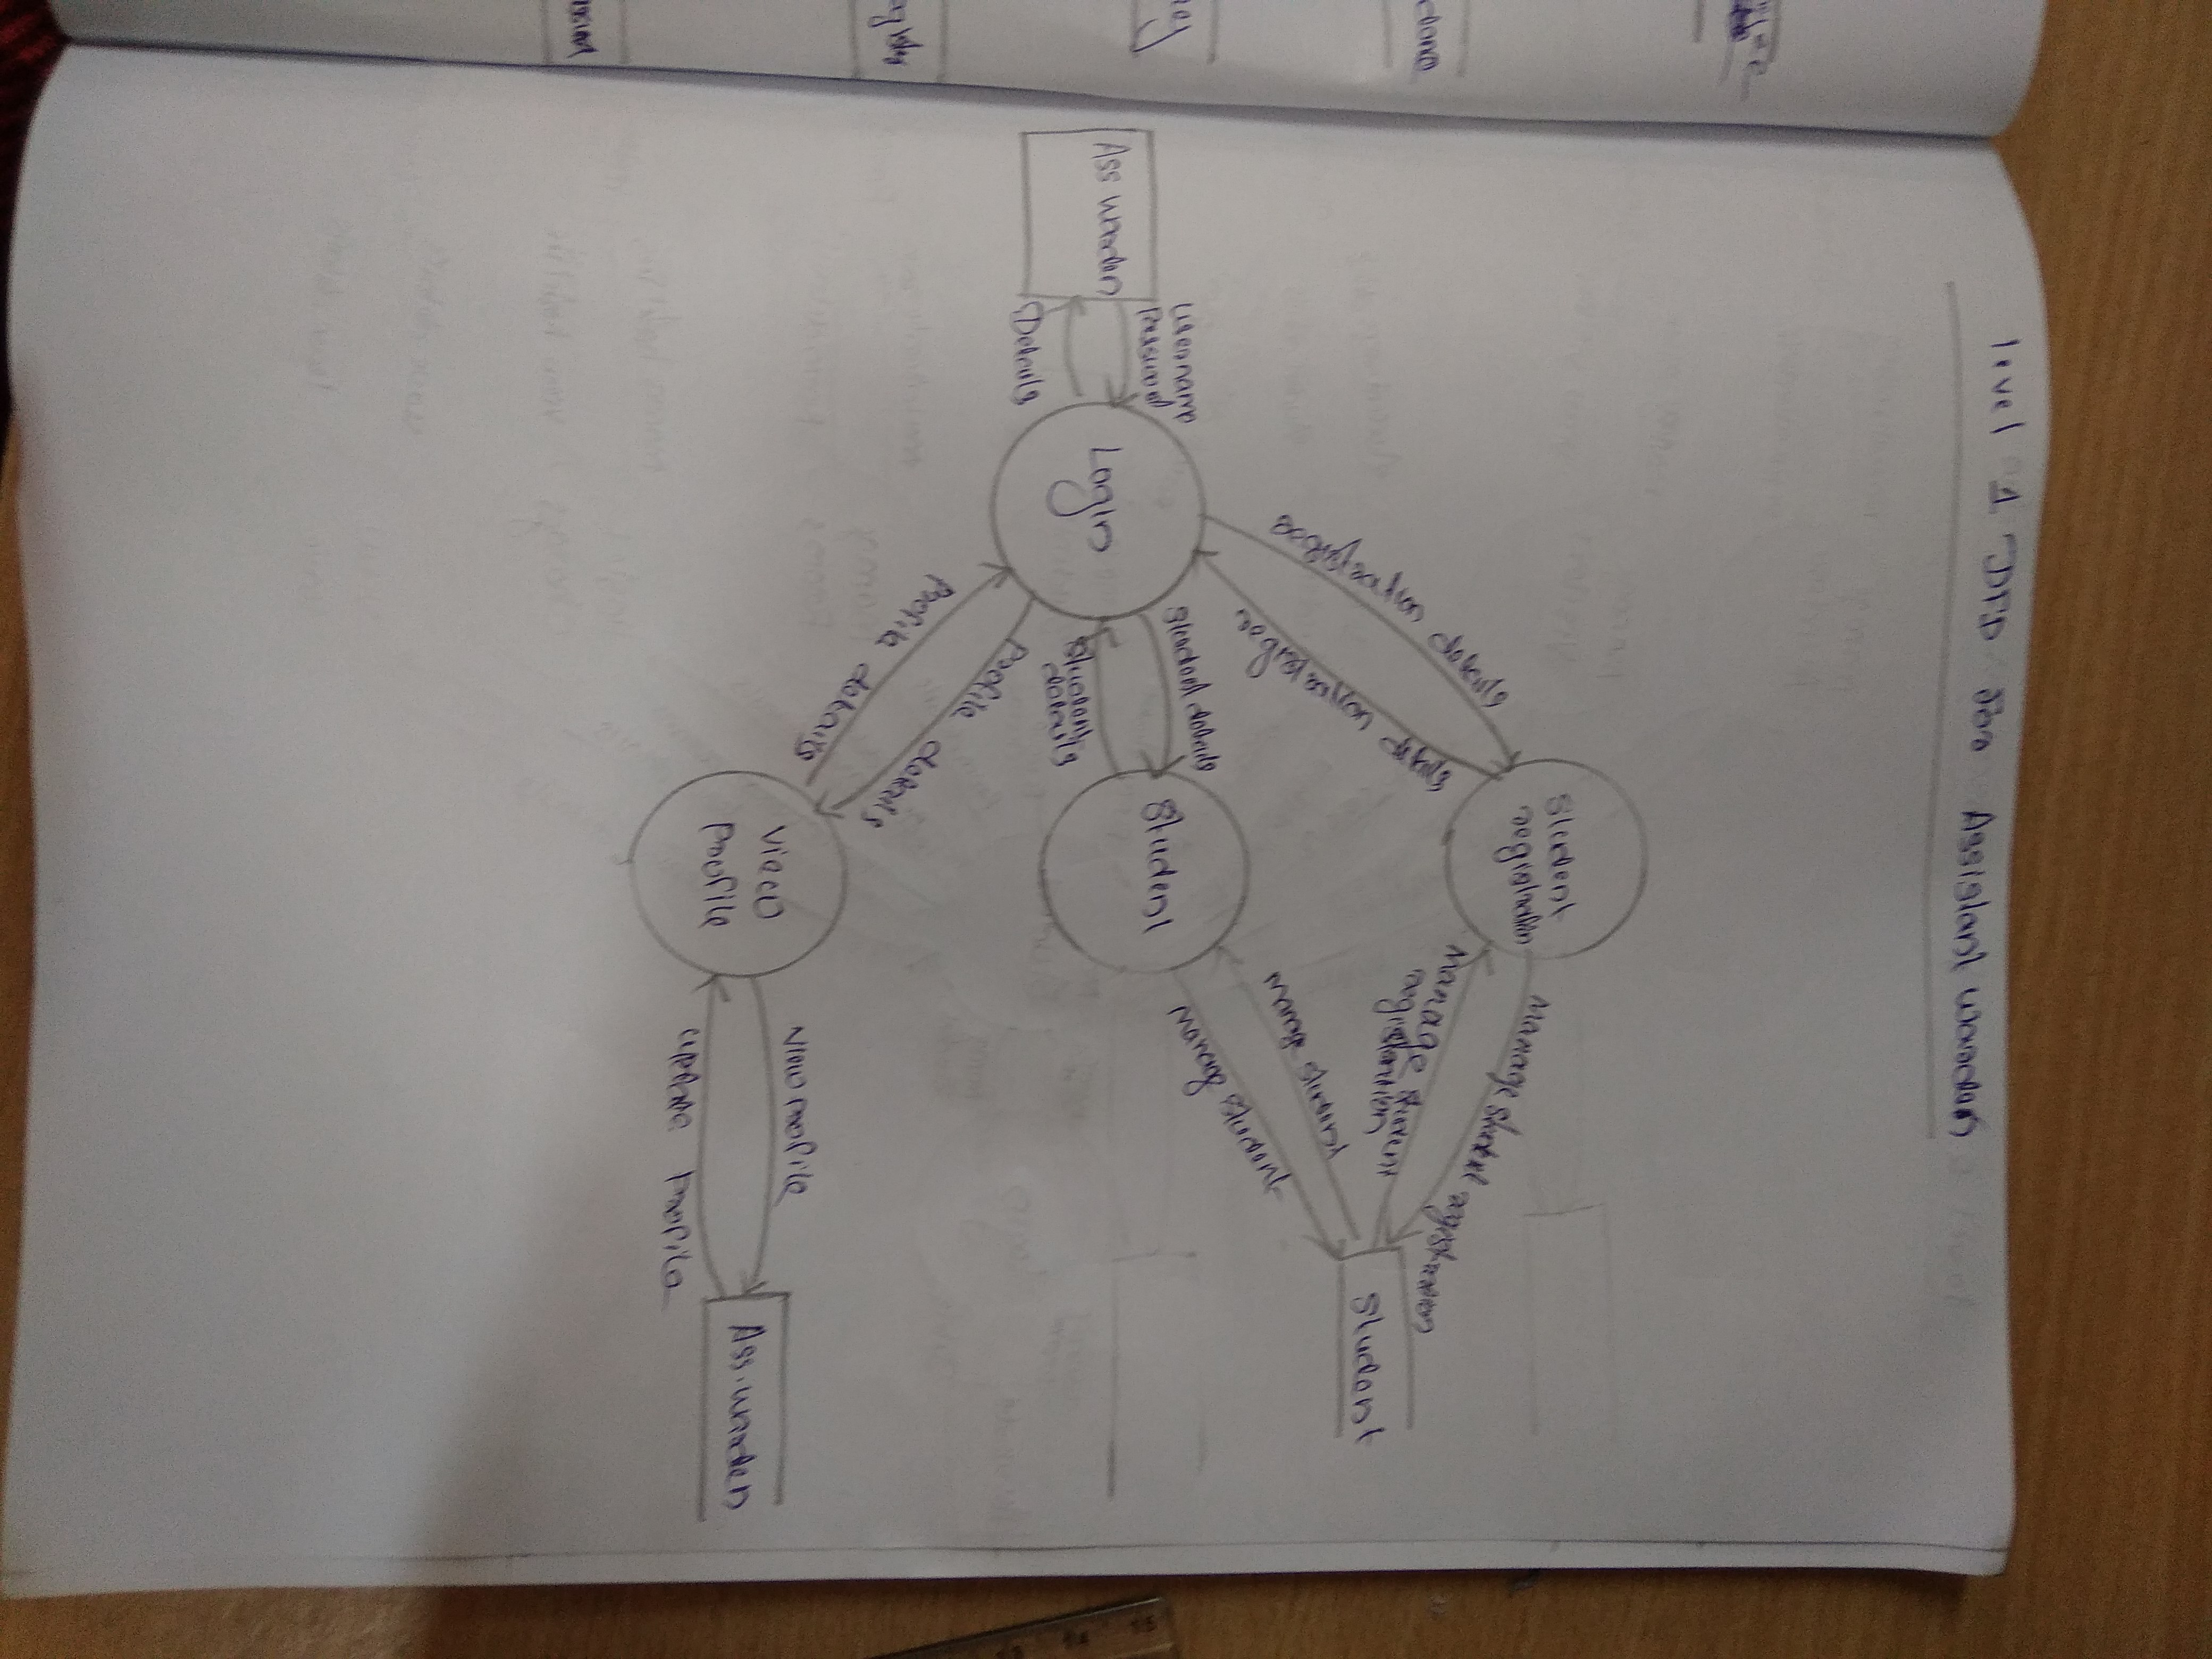 level 1 DFD for Assistant warden
Student
registration
registration details
registration details
Manage Student registration
Manage Student
registration
Ass warden
Username
Password
Details
Login
Student details
Student
details
Student
Manage Student
Manage Student
Student
Profile details
Profile details
View
Profile
View Profile
Update Profile
Ass. warden